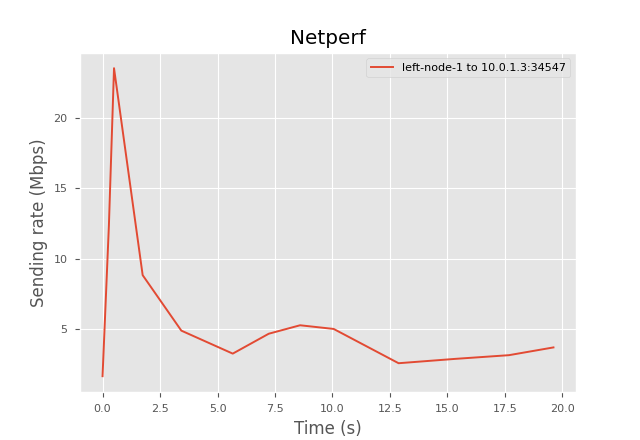 Netperf
left-node-1 to 10.0.1.3:34547
Sending rate (Mbps)
20
15
10
5
0.0 2.5 5.0 7.5 10.0 12.5 15.0 17.5 20.0
Time (s)